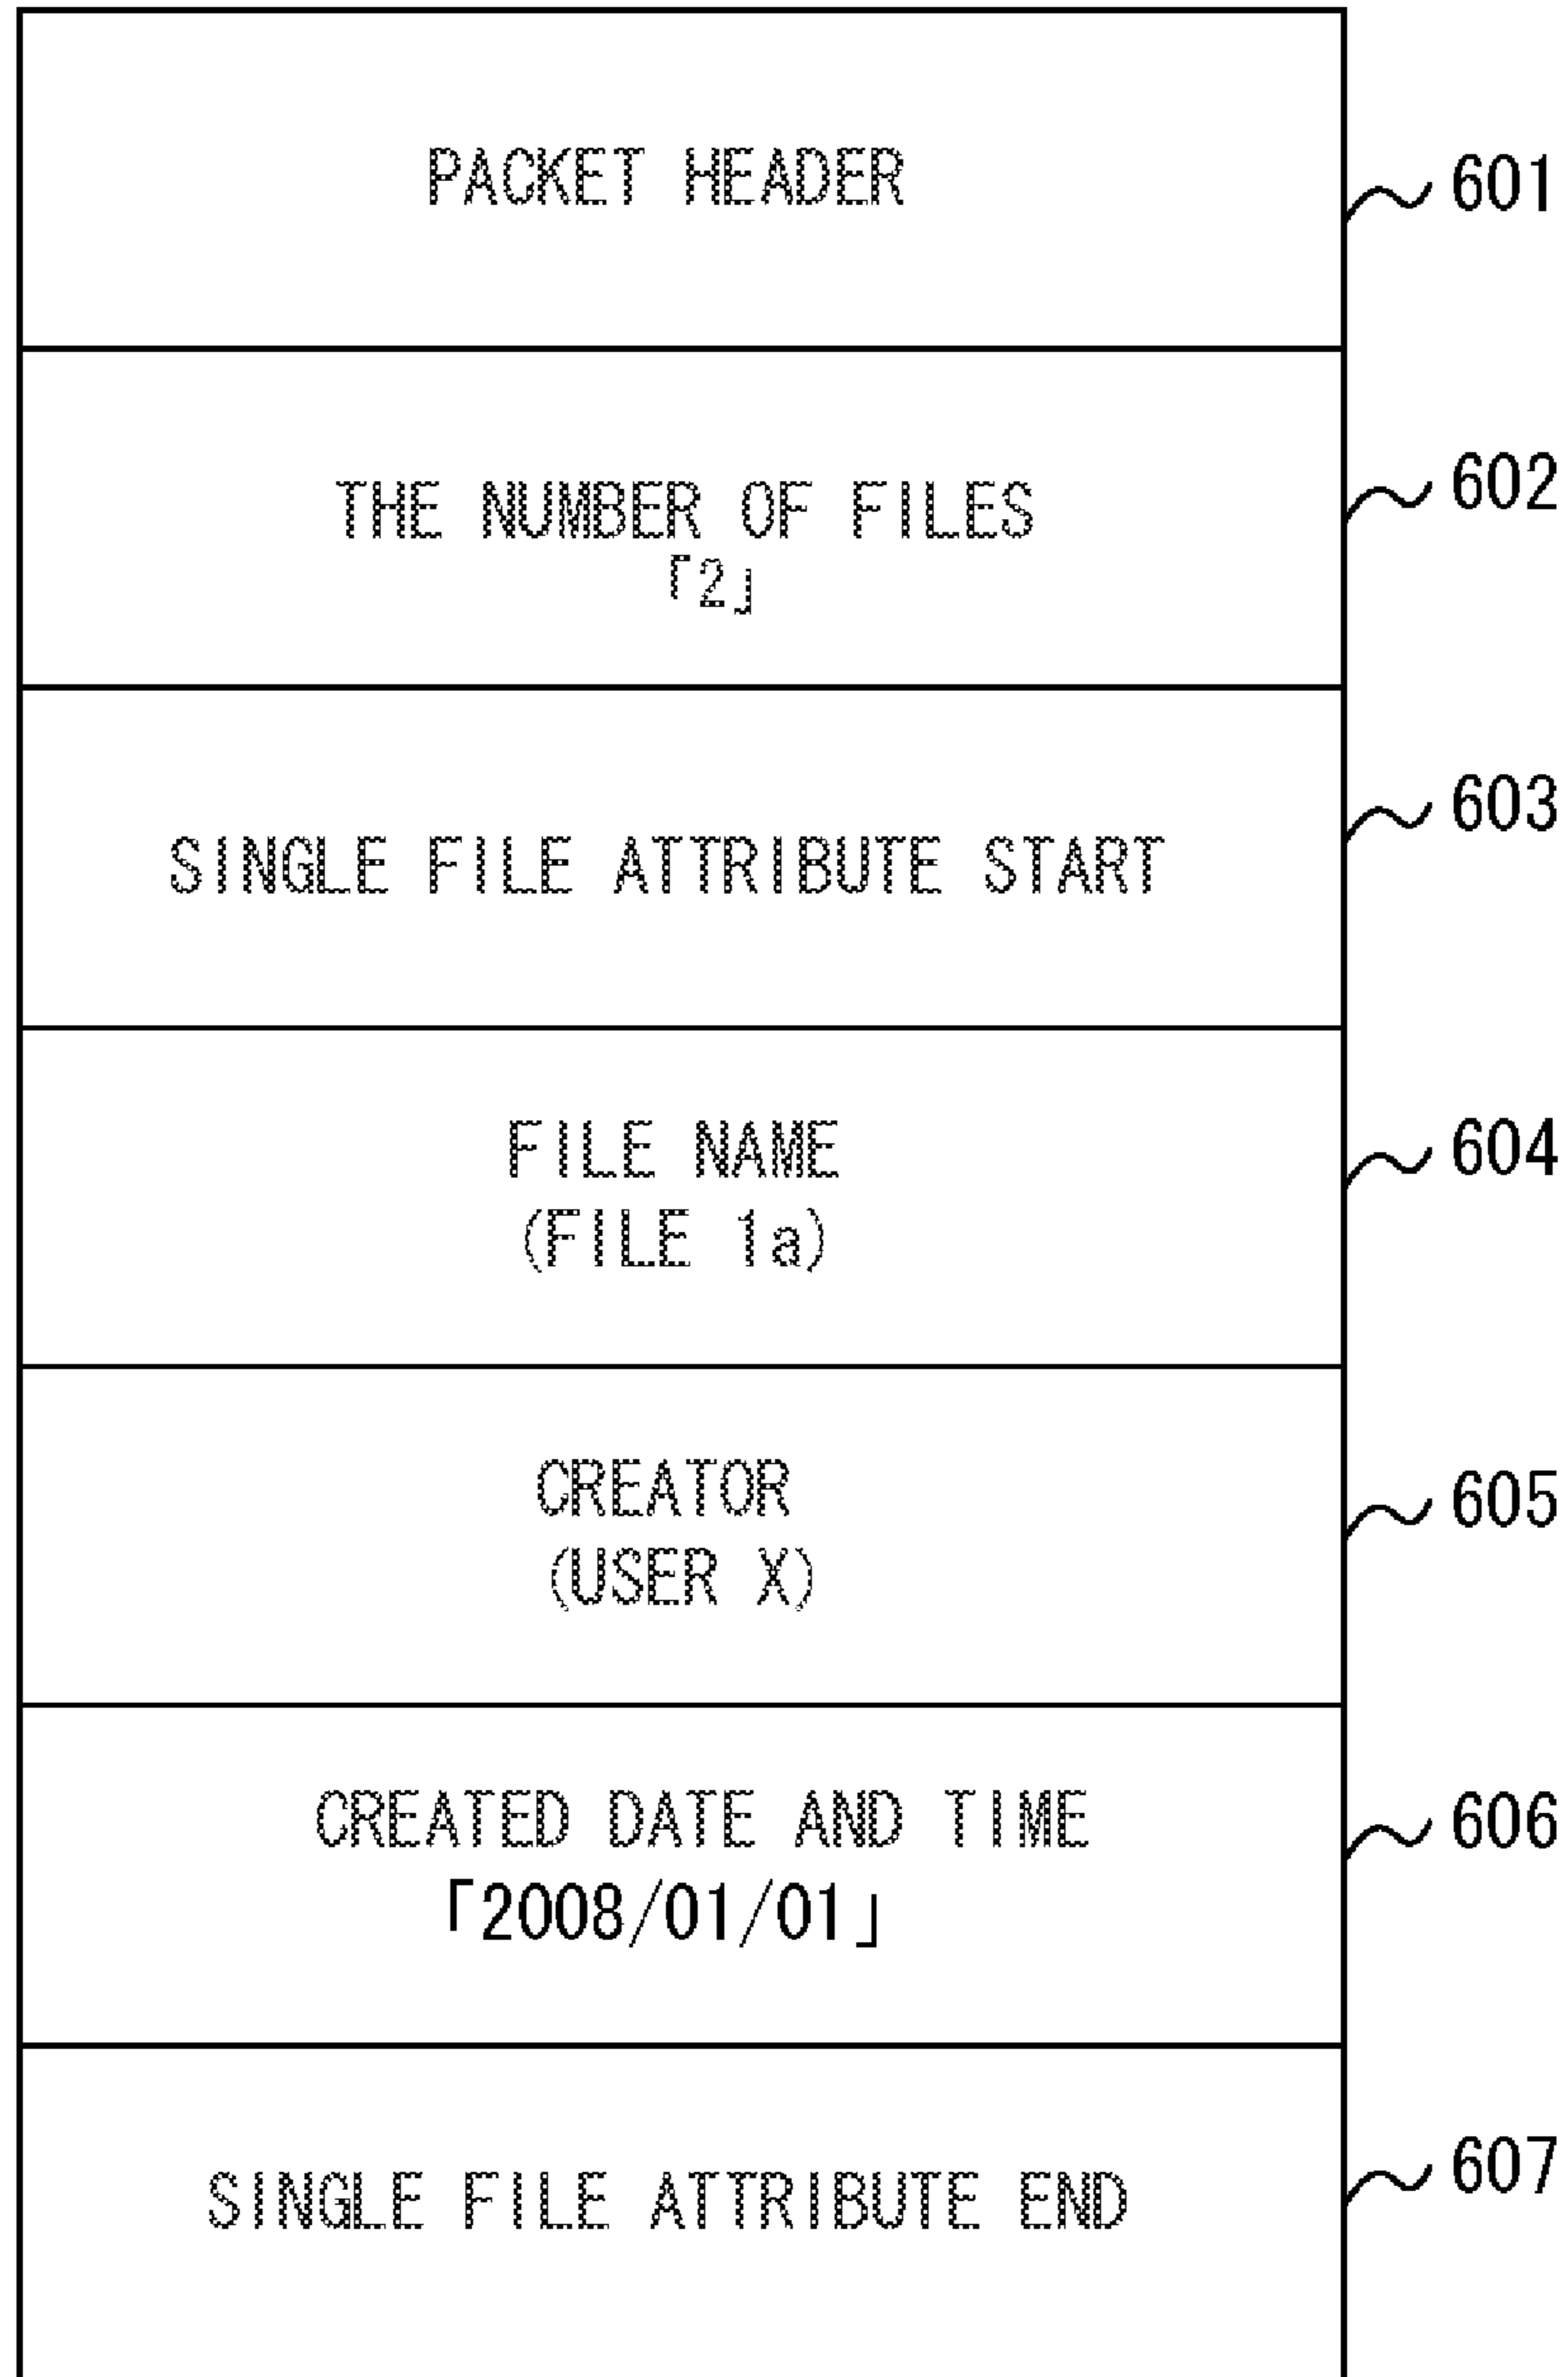 PACKET HEADER
601
THE NUMBER OF FILES
「2」
602
SINGLE FILE ATTRIBUTE START
603
FILE NAME
(FILE 1a)
604
CREATOR
(USER X)
605
CREATED DATE AND TIME
「2008/01/01」
606
SINGLE FILE ATTRIBUTE END
607